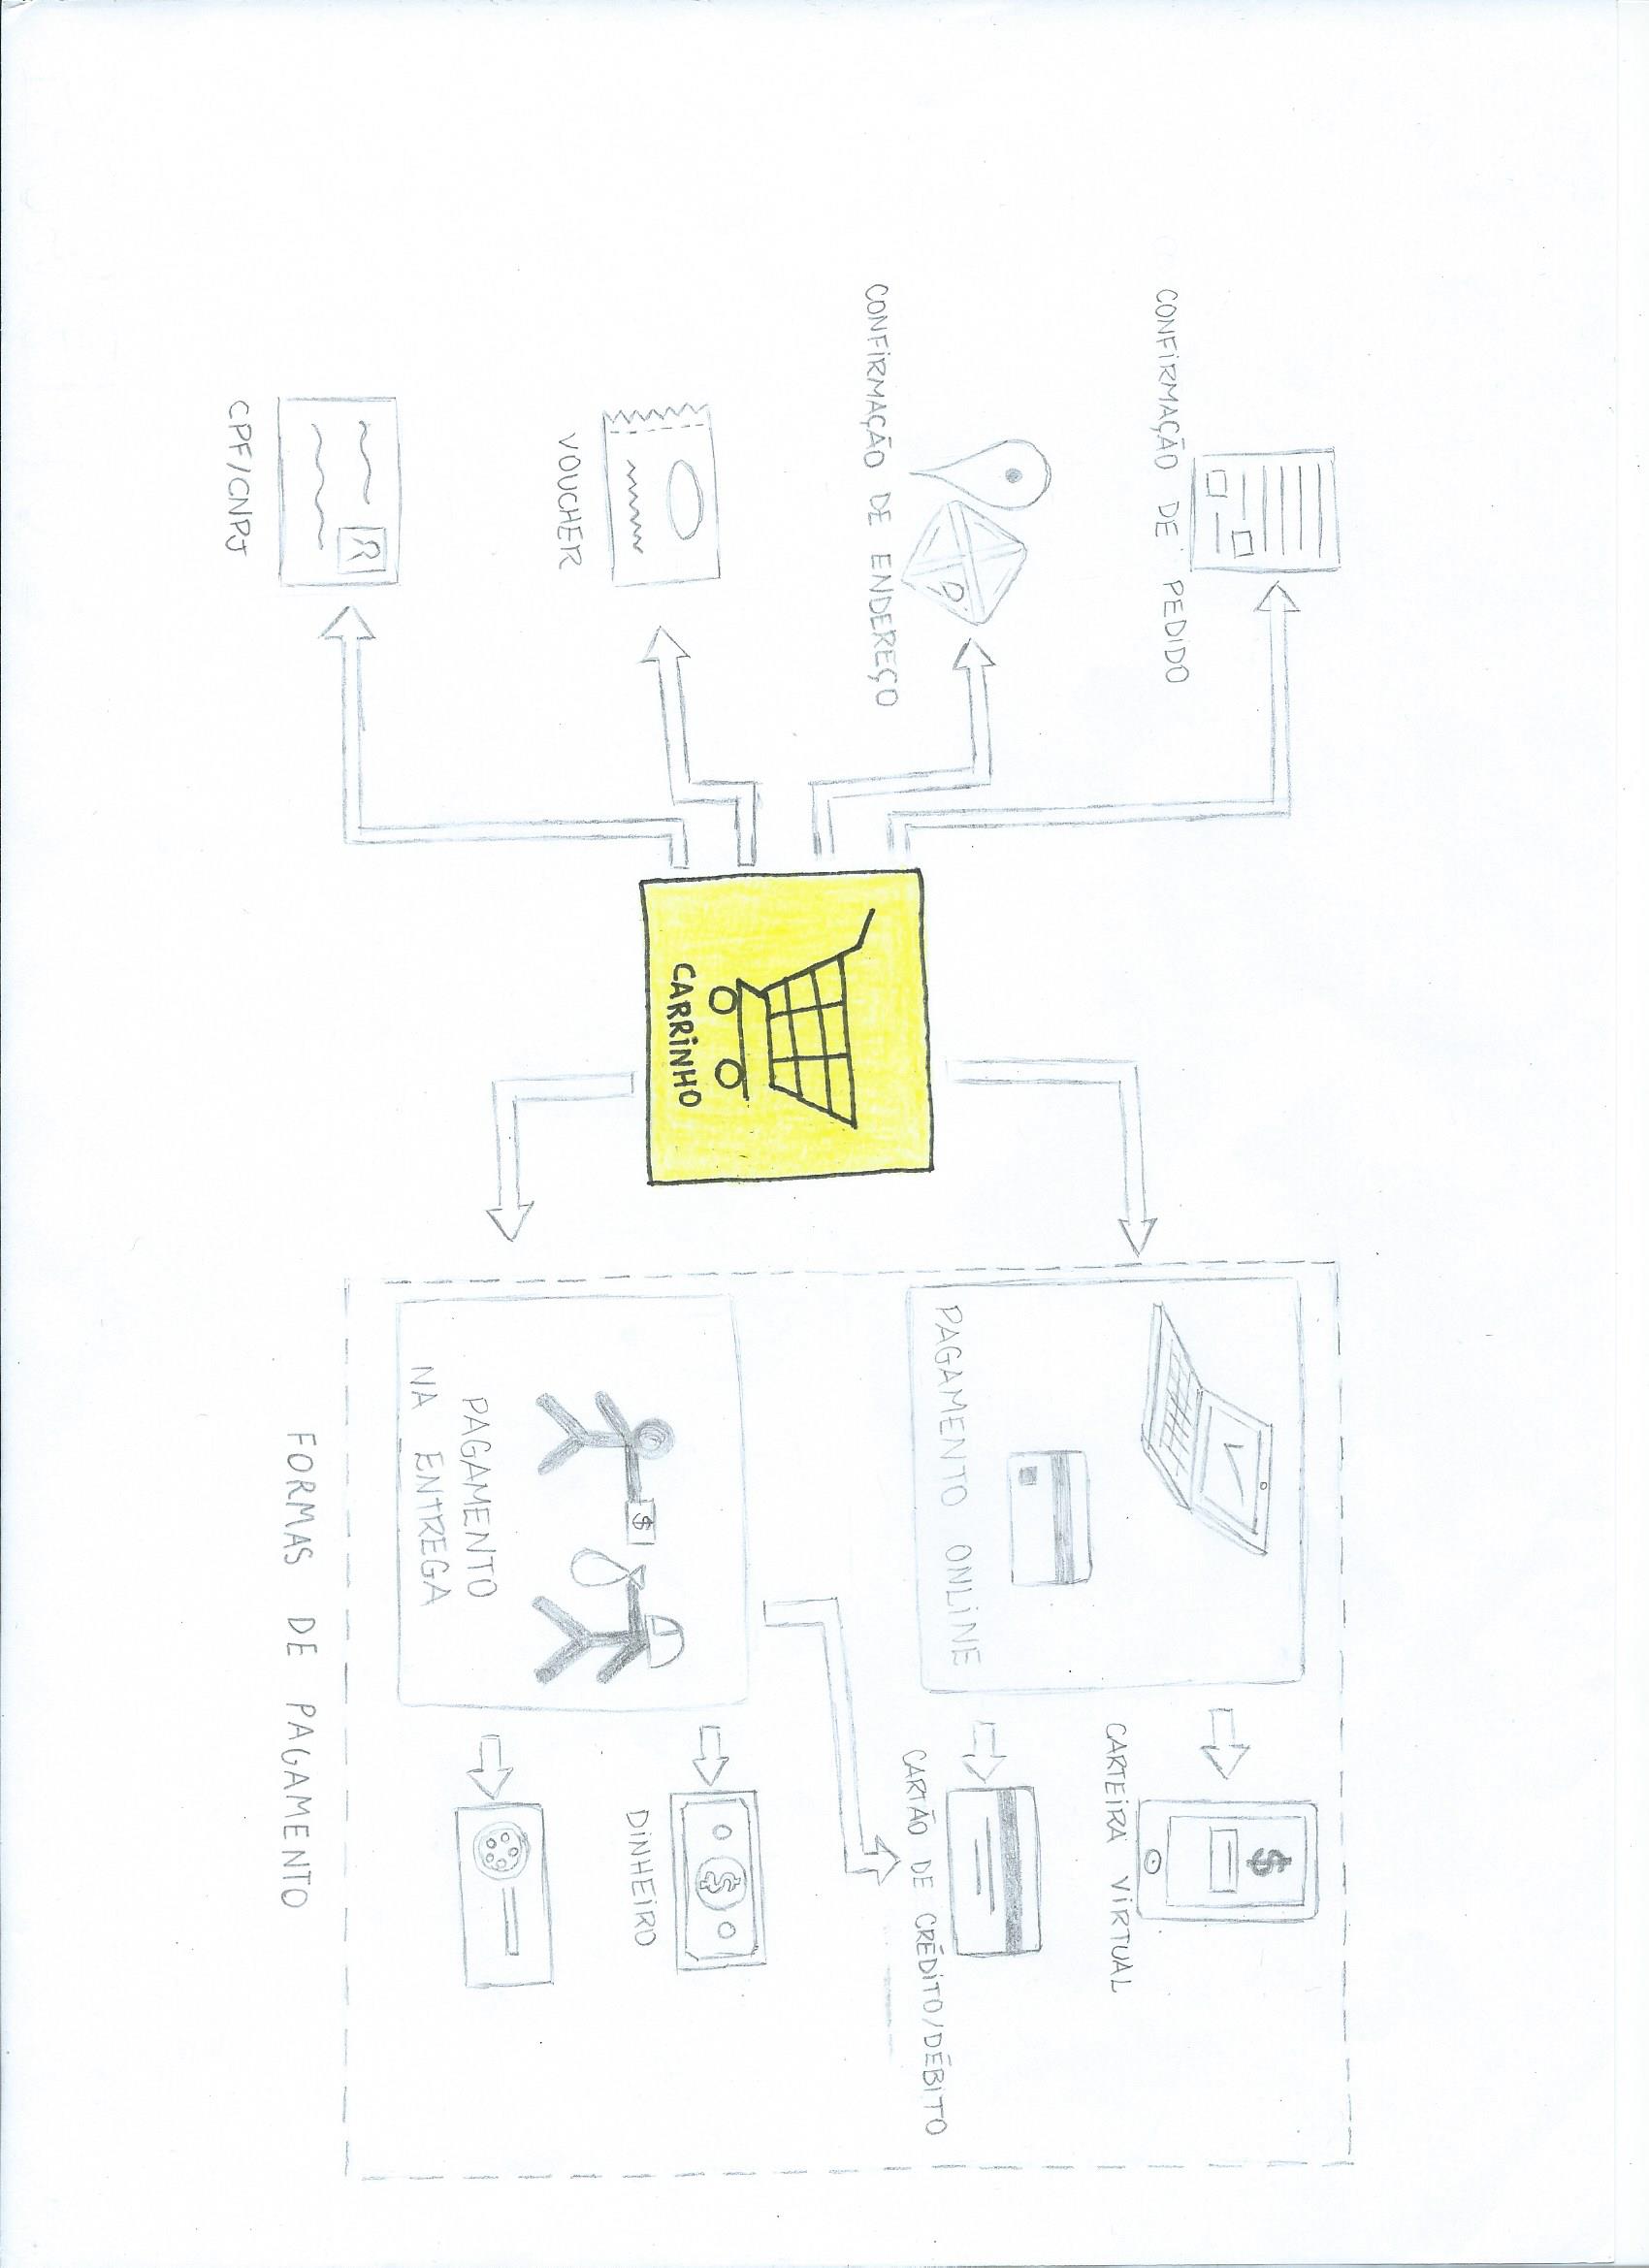 CONFIRMAÇÃO DE PEDIDO
CONFIRMAÇÃO DE ENDEREÇO
VOUCHER
CPF/CNPJ
CARRINHO
PAGAMENTO ONLINE
$
CARTEIRA VIRTUAL
CARTÃO DE CRÉDITO/DÉBITO
$
PAGAMENTO
NA ENTREGA
$
DINHEIRO
FORMAS DE PAGAMENTO